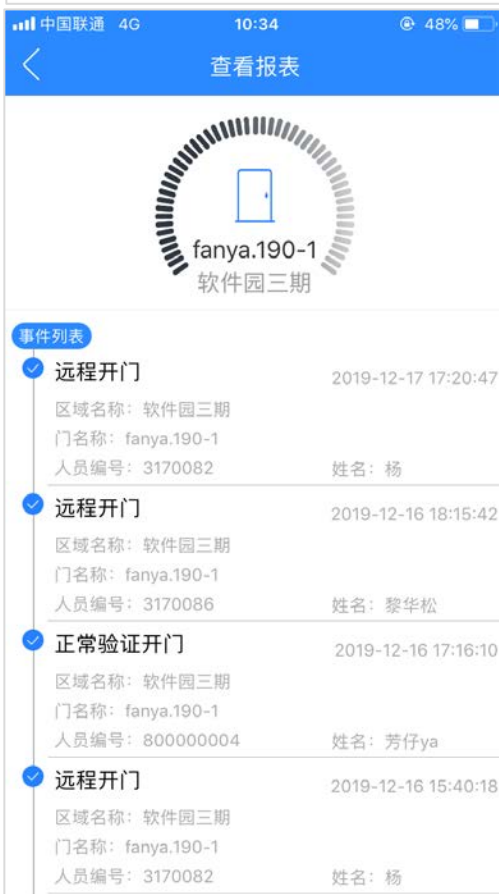 中国联通 4G 10:34 48%
查看报表
fanya.190-1
软件园三期
事件列表
远程开门 2019-12-17 17:20:47
区域名称：软件园三期
门名称：fanya.190-1
人员编号：3170082 姓名：杨
远程开门 2019-12-16 18:15:42
区域名称：软件园三期
门名称：fanya.190-1
人员编号：3170086 姓名：黎华松
正常验证开门 2019-12-16 17:16:10
区域名称：软件园三期
门名称：fanya.190-1
人员编号：800000004 姓名：芳仔ya
远程开门 2019-12-16 15:40:18
区域名称：软件园三期
门名称：fanya.190-1
人员编号：3170082 姓名：杨